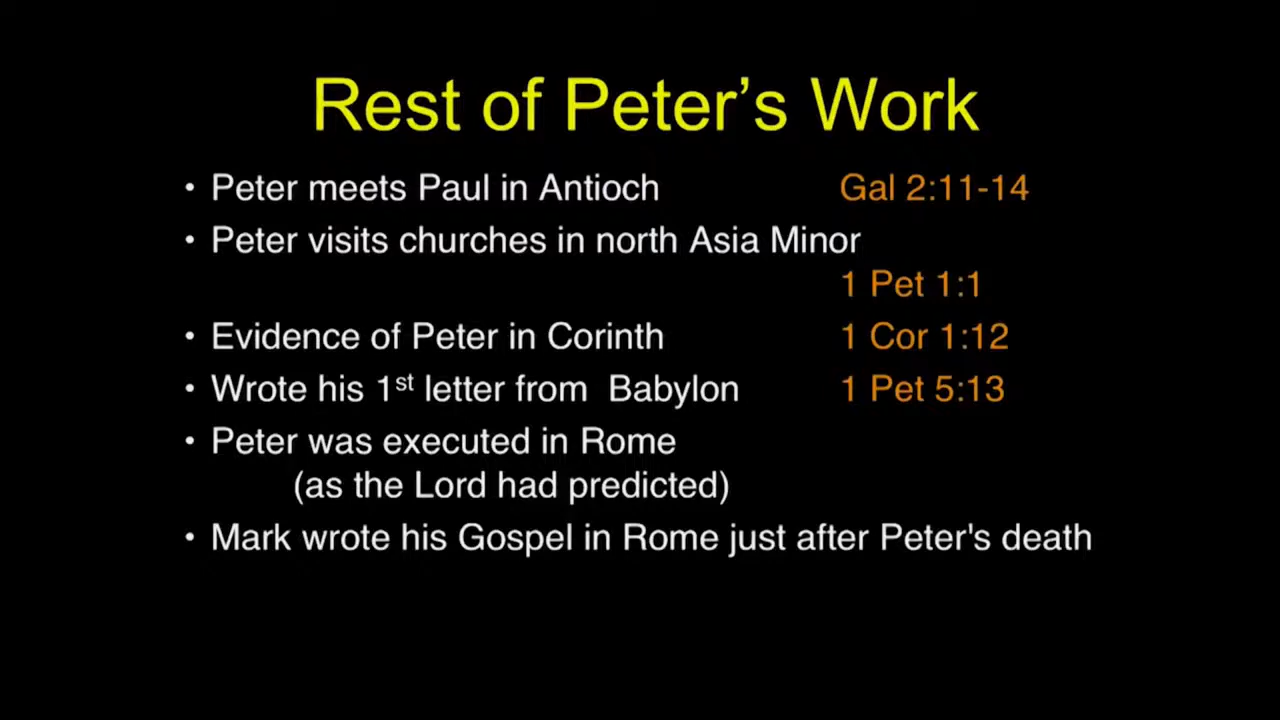 Rest of Peter’s Work
• Peter meets Paul in Antioch Gal 2:11-14
• Peter visits churches in north Asia Minor
1 Pet 1:1
• Evidence of Peter in Corinth 1 Cor 1:12
• Wrote his 1st letter from Babylon 1 Pet 5:13
• Peter was executed in Rome
(as the Lord had predicted)
• Mark wrote his Gospel in Rome just after Peter's death